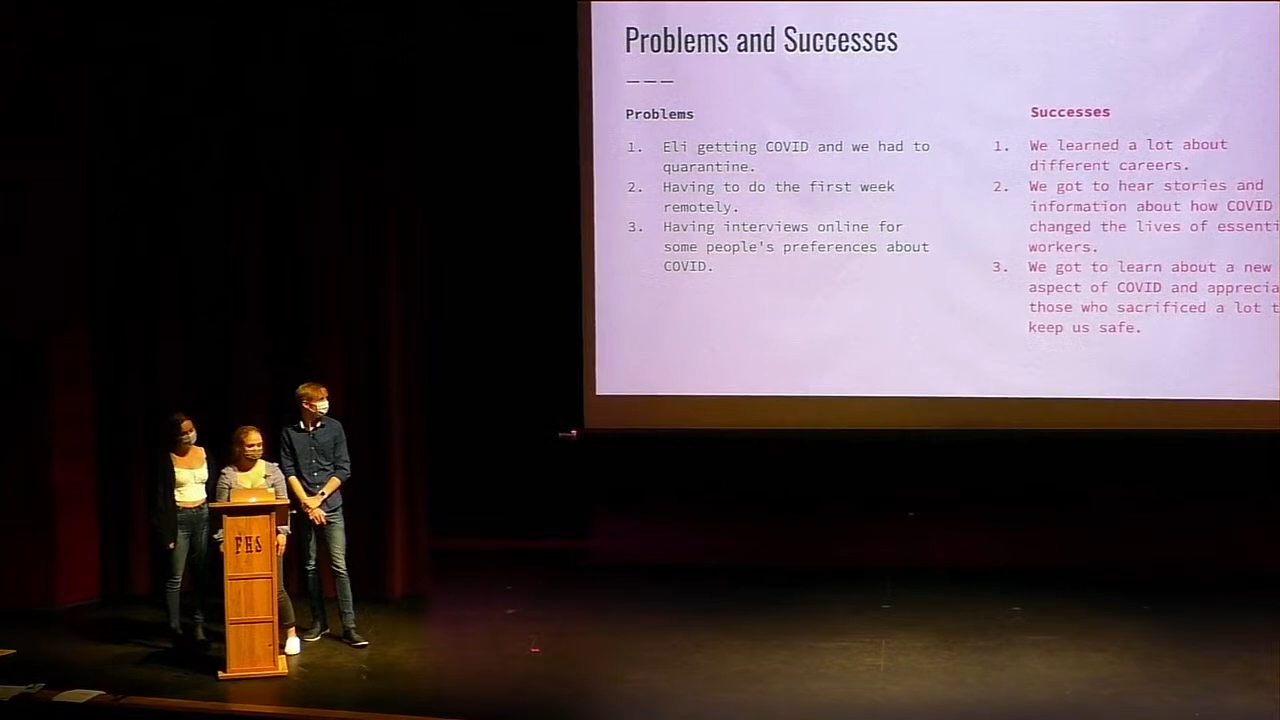 Problems and Successes
Problems
1. Eli getting COVID and we had to
quarantine.
2. Having to do the first week
remotely.
3. Having interviews online for
some people's preferences about
COVID.
Successes
1. We learned a lot about
different careers.
2. We got to hear stories and
information about how COVID
changed the lives of essenti
workers.
3. We got to learn about a new
aspect of COVID and apprecia
those who sacrificed a lot t
keep us safe.
FHS